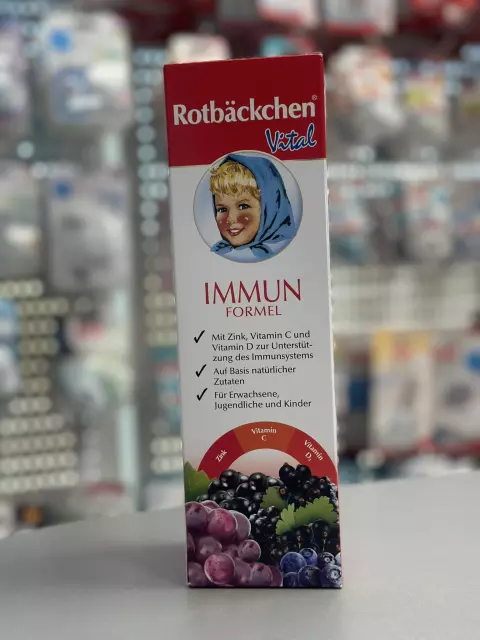 Rotbäckchen®
Vital
IMMUN
FORMEL
✓ Mit Zink, Vitamin C und
Vitamin D zur Unterstüt-
zung des Immunsystems
✓ Auf Basis natürlicher
Zutaten
✓ Für Erwachsene,
Jugendliche und Kinder
Zink
Vitamin
C
Vitamin
D₃